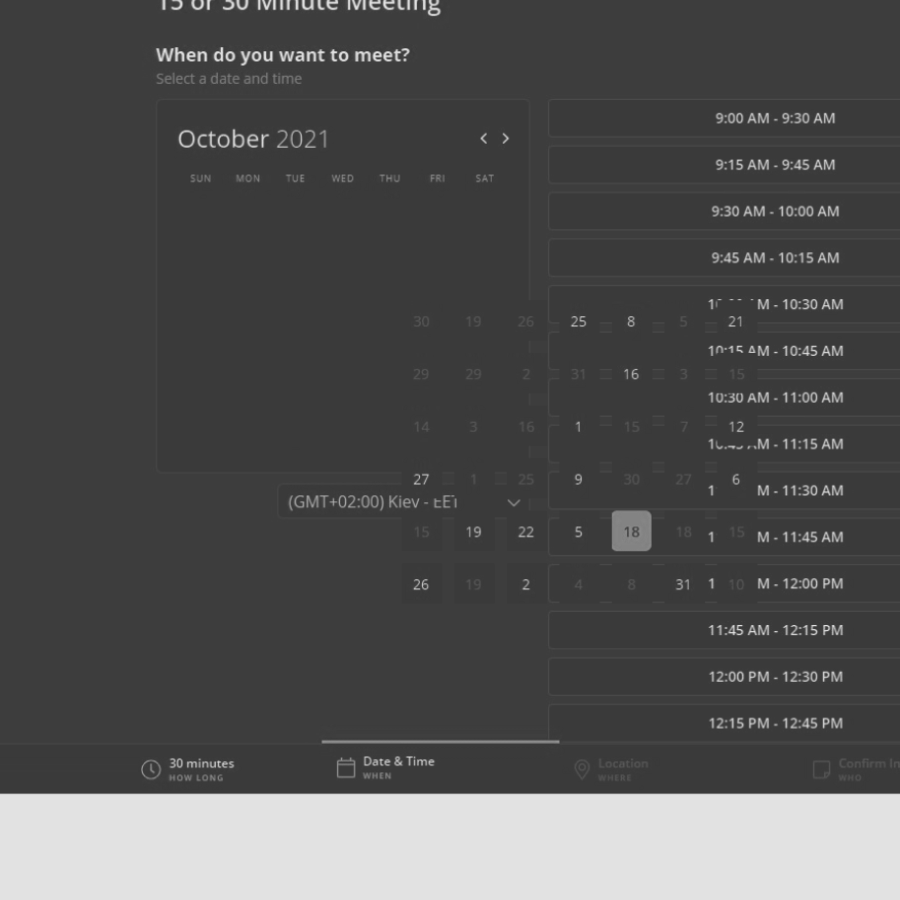 15 or 30 Minute Meeting
When do you want to meet?
Select a date and time
October 2021
SUN MON TUE WED THU FRI SAT
9:00 AM - 9:30 AM
9:15 AM - 9:45 AM
9:30 AM - 10:00 AM
9:45 AM - 10:15 AM
M - 10:30 AM
30 19 26 25 8 5 21
10:15 AM - 10:45 AM
29 29 2 31 16 3 15
10:30 AM - 11:00 AM
14 3 16 1 15 7 12
10:45 AM - 11:15 AM
27 1 25 9 30 27 6
1 M - 11:30 AM
(GMT+02:00) Kiev - EET
15 19 22 5 18 18 15
1 M - 11:45 AM
26 19 2 4 8 31 10
1 M - 12:00 PM
11:45 AM - 12:15 PM
12:00 PM - 12:30 PM
12:15 PM - 12:45 PM
30 minutes
HOW LONG
Date & Time
WHEN
Location
WHERE
Confirm In
WHO